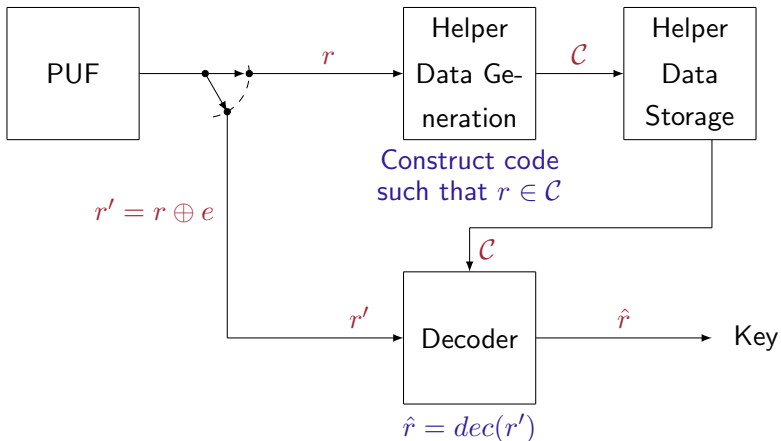 PUF
r
Helper
Data Ge-
neration
C
Helper
Data
Storage
Construct code
such that r ∈ C
r′ = r ⊕ e
C
r′
Decoder
r̂
Key
r̂ = dec(r′)